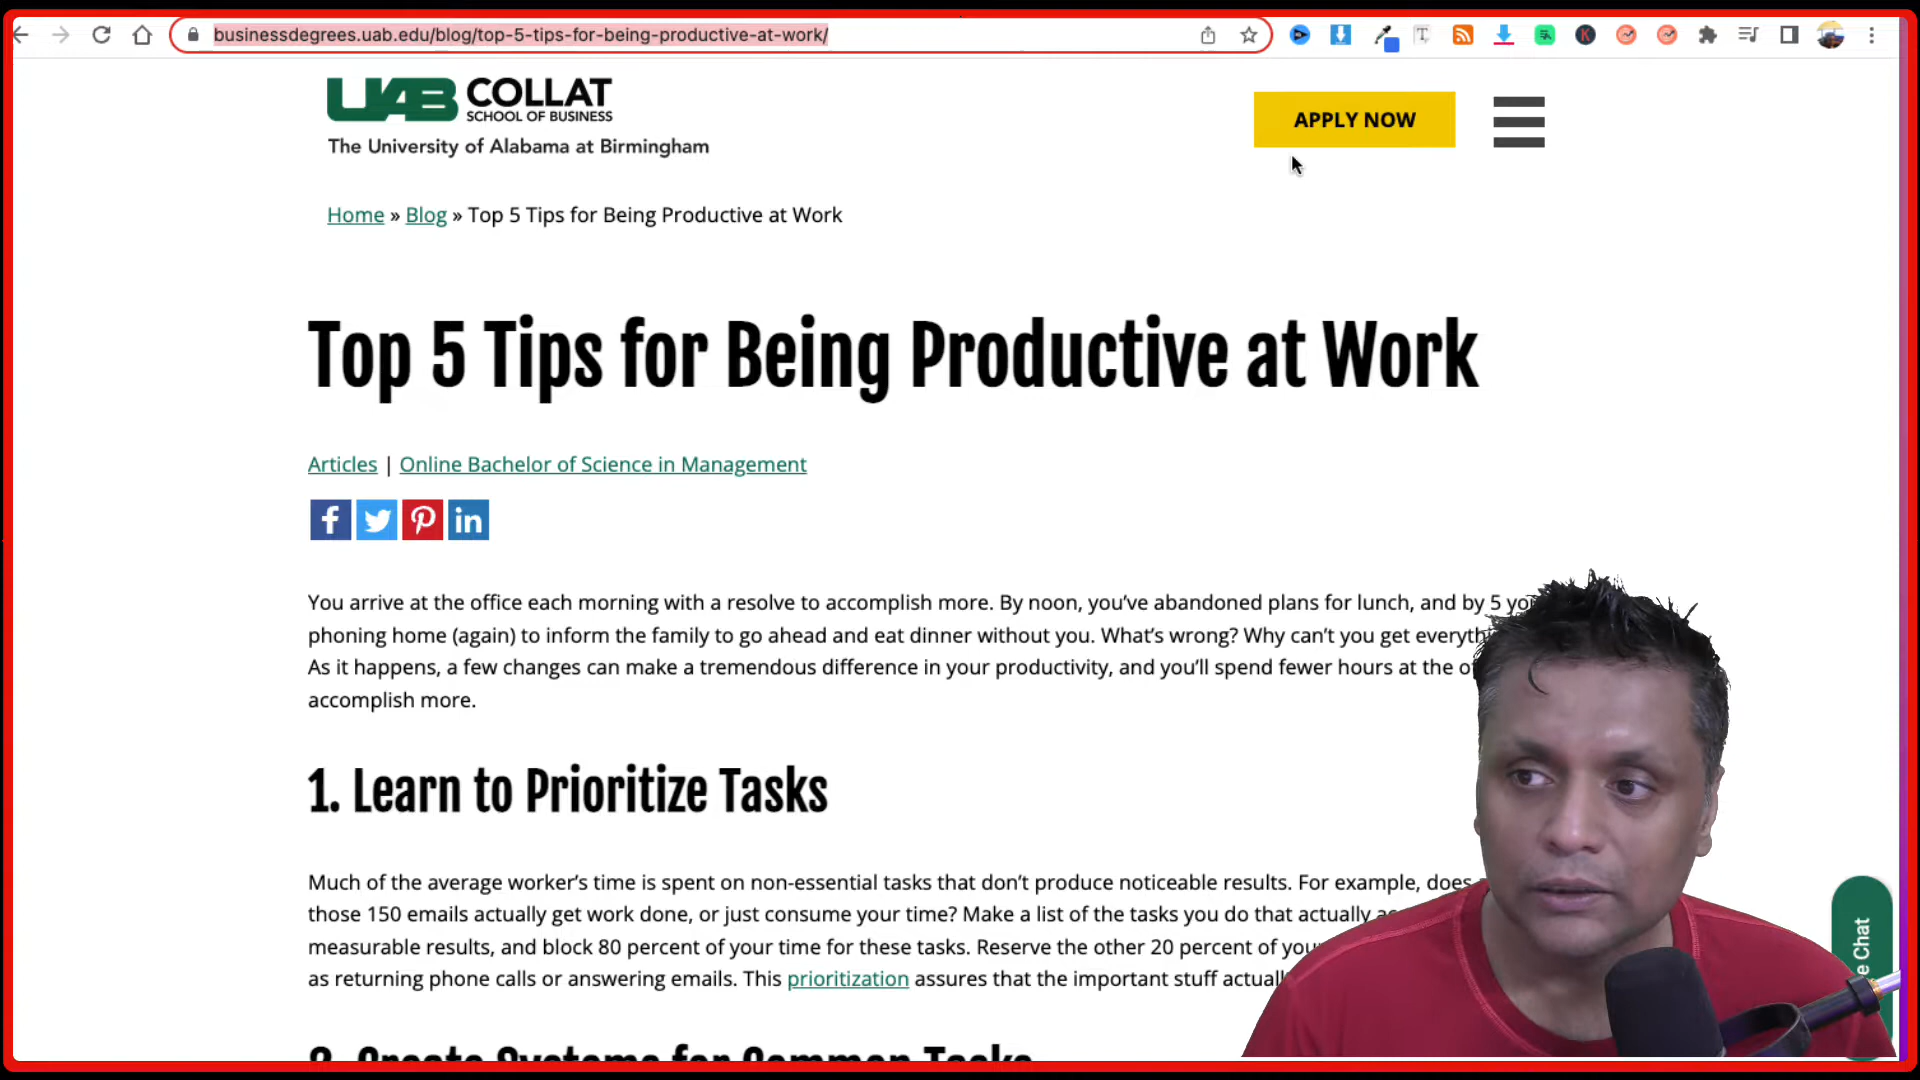 businessdegrees.uab.edu/blog/top-5-tips-for-being-productive-at-work/
UAB COLLAT
SCHOOL OF BUSINESS
The University of Alabama at Birmingham
APPLY NOW
Home » Blog » Top 5 Tips for Being Productive at Work
Top 5 Tips for Being Productive at Work
Articles | Online Bachelor of Science in Management
You arrive at the office each morning with a resolve to accomplish more. By noon, you’ve abandoned plans for lunch, and by 5
phoning home (again) to inform the family to go ahead and eat dinner without you. What’s wrong? Why can’t you get
As it happens, a few changes can make a tremendous difference in your productivity, and you’ll spend fewer hours at the
accomplish more.
1. Learn to Prioritize Tasks
Much of the average worker’s time is spent on non-essential tasks that don’t produce noticeable results. For example, does
those 150 emails actually get work done, or just consume your time? Make a list of the tasks you do that actually
measurable results, and block 80 percent of your time for these tasks. Reserve the other 20 percent of
as returning phone calls or answering emails. This prioritization assures that the important stuff
Chat
2. Create Systems for Common Tasks